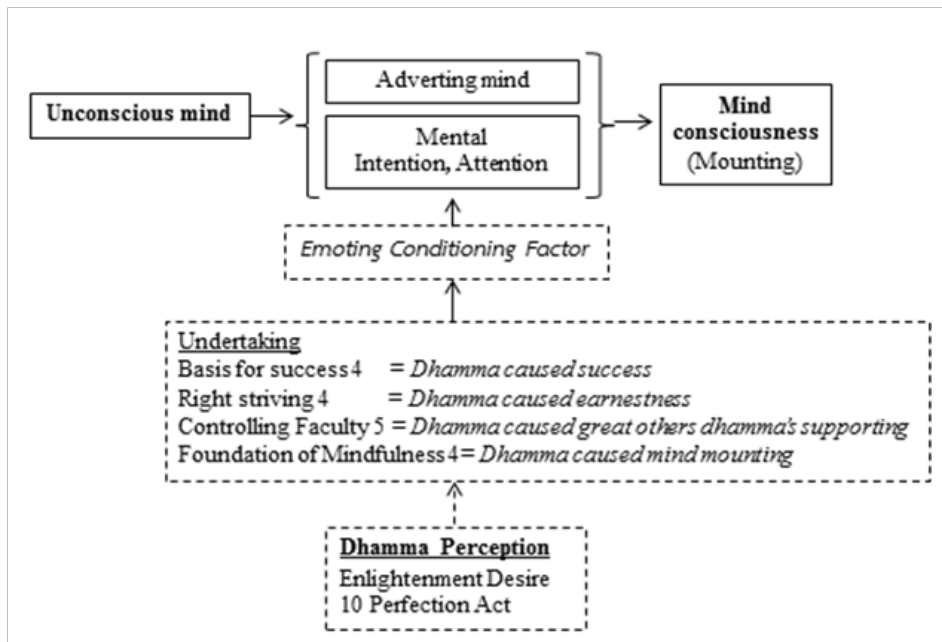 Adverting mind
Unconscious mind
Mental
Intention, Attention
Mind
consciousness
(Mounting)
Emoting Conditioning Factor
Undertaking
Basis for success 4 = Dhamma caused success
Right striving 4 = Dhamma caused earnestness
Controlling Faculty 5 = Dhamma caused great others dhamma's supporting
Foundation of Mindfulness 4= Dhamma caused mind mounting
Dhamma Perception
Enlightenment Desire
10 Perfection Act